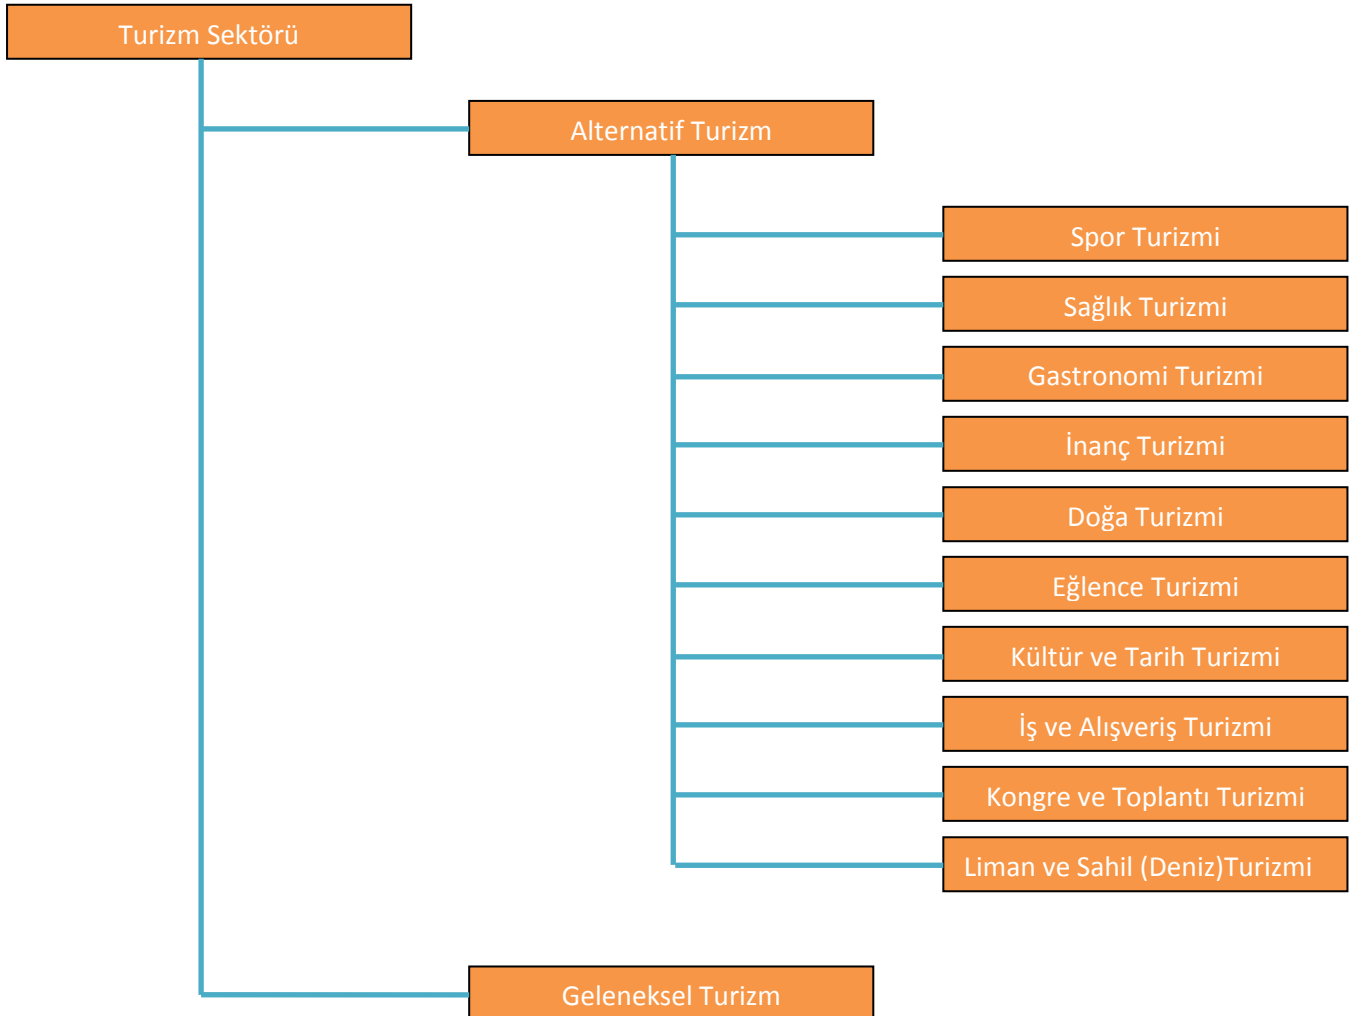 Turizm Sektörü
Alternatif Turizm
Spor Turizmi
Sağlık Turizmi
Gastronomi Turizmi
İnanç Turizmi
Doğa Turizmi
Eğlence Turizmi
Kültür ve Tarih Turizmi
İş ve Alışveriş Turizmi
Kongre ve Toplantı Turizmi
Liman ve Sahil (Deniz)Turizmi
Geleneksel Turizm